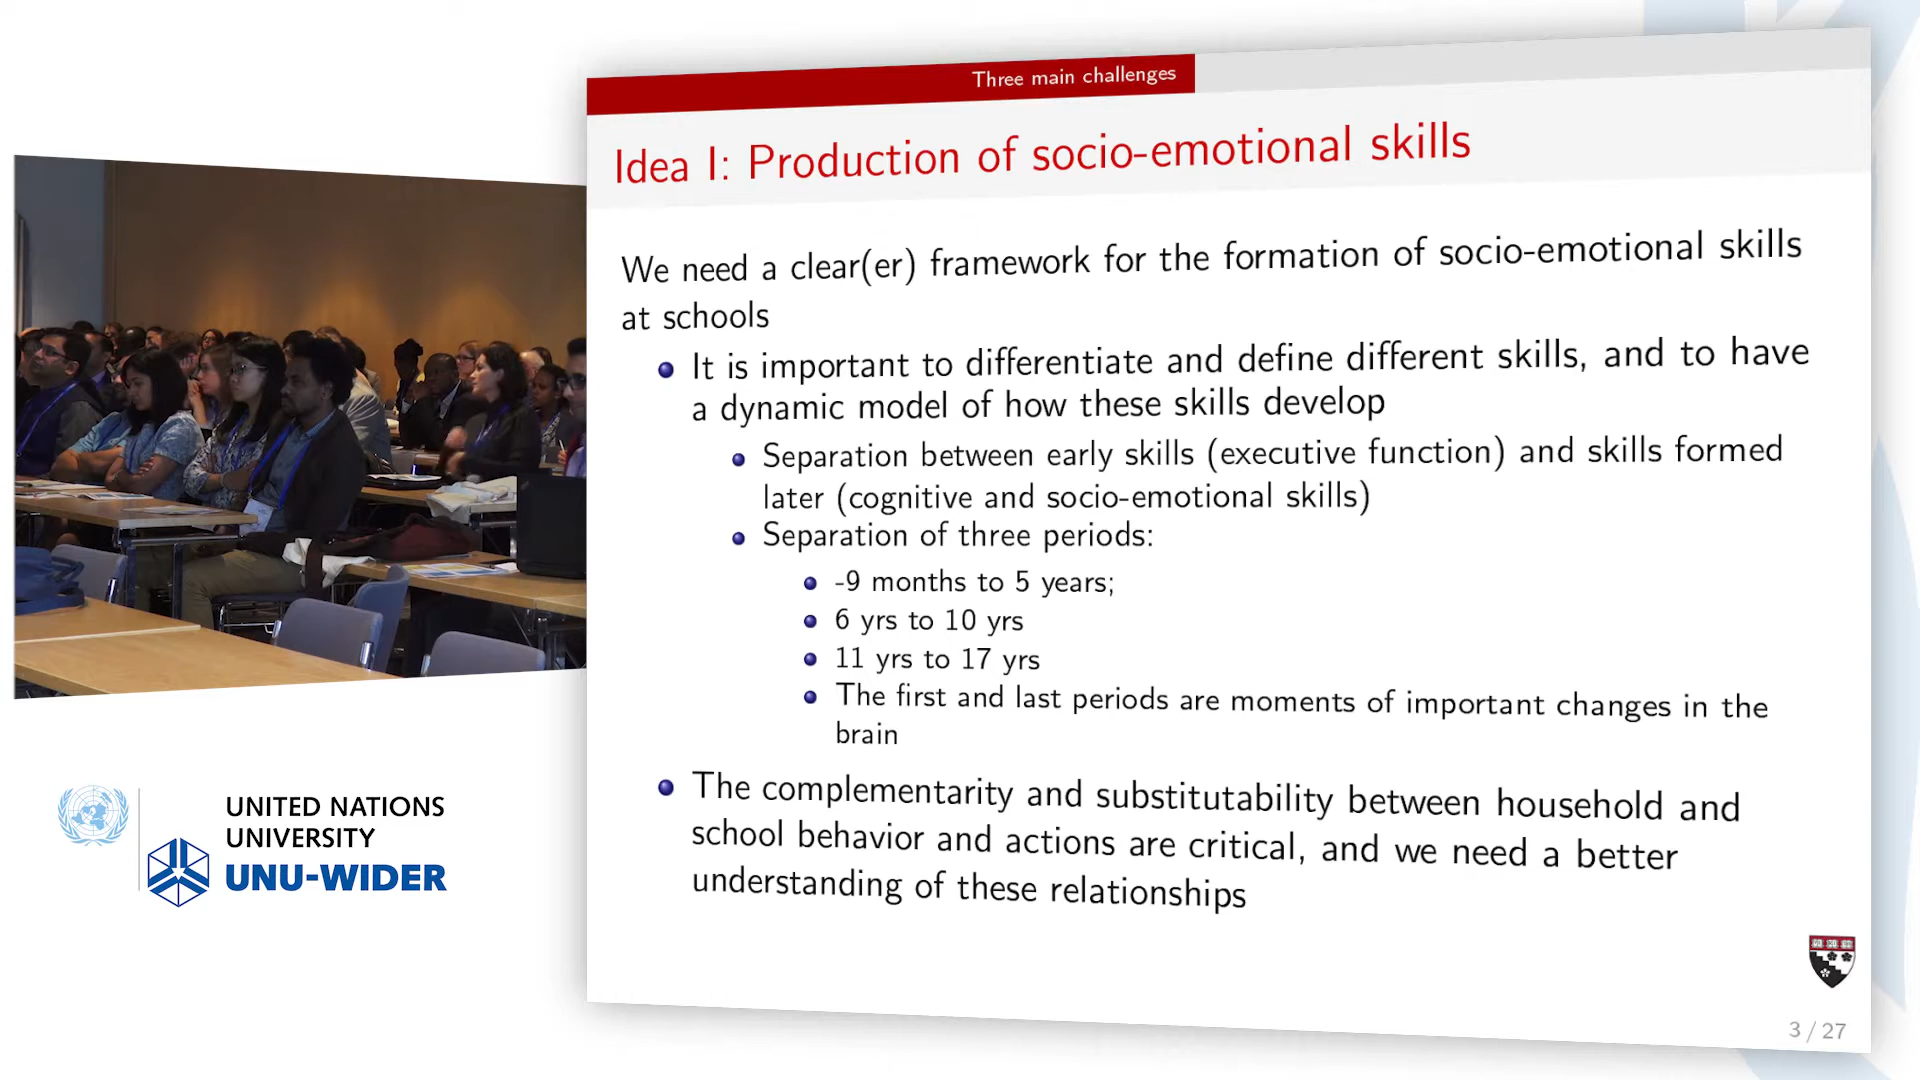 Three main challenges
Idea I: Production of socio-emotional skills
We need a clear(er) framework for the formation of socio-emotional skills
at schools
It is important to differentiate and define different skills, and to have
a dynamic model of how these skills develop
Separation between early skills (executive function) and skills formed
later (cognitive and socio-emotional skills)
Separation of three periods:
-9 months to 5 years;
6 yrs to 10 yrs
11 yrs to 17 yrs
The first and last periods are moments of important changes in the
brain
The complementarity and substitutability between household and
school behavior and actions are critical, and we need a better
understanding of these relationships
3 / 27
UNITED NATIONS
UNIVERSITY
UNU-WIDER